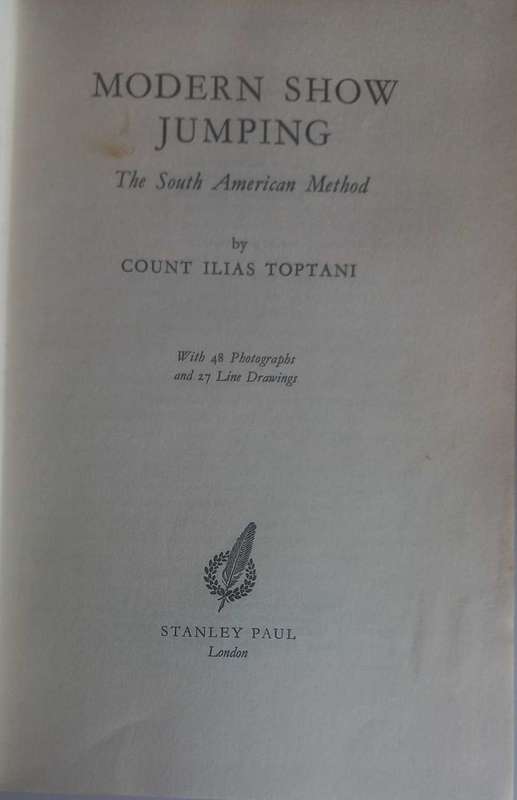 MODERN SHOW
JUMPING
The South American Method
by
COUNT ILIAS TOPTANI
With 48 Photographs
and 27 Line Drawings
STANLEY PAUL
London